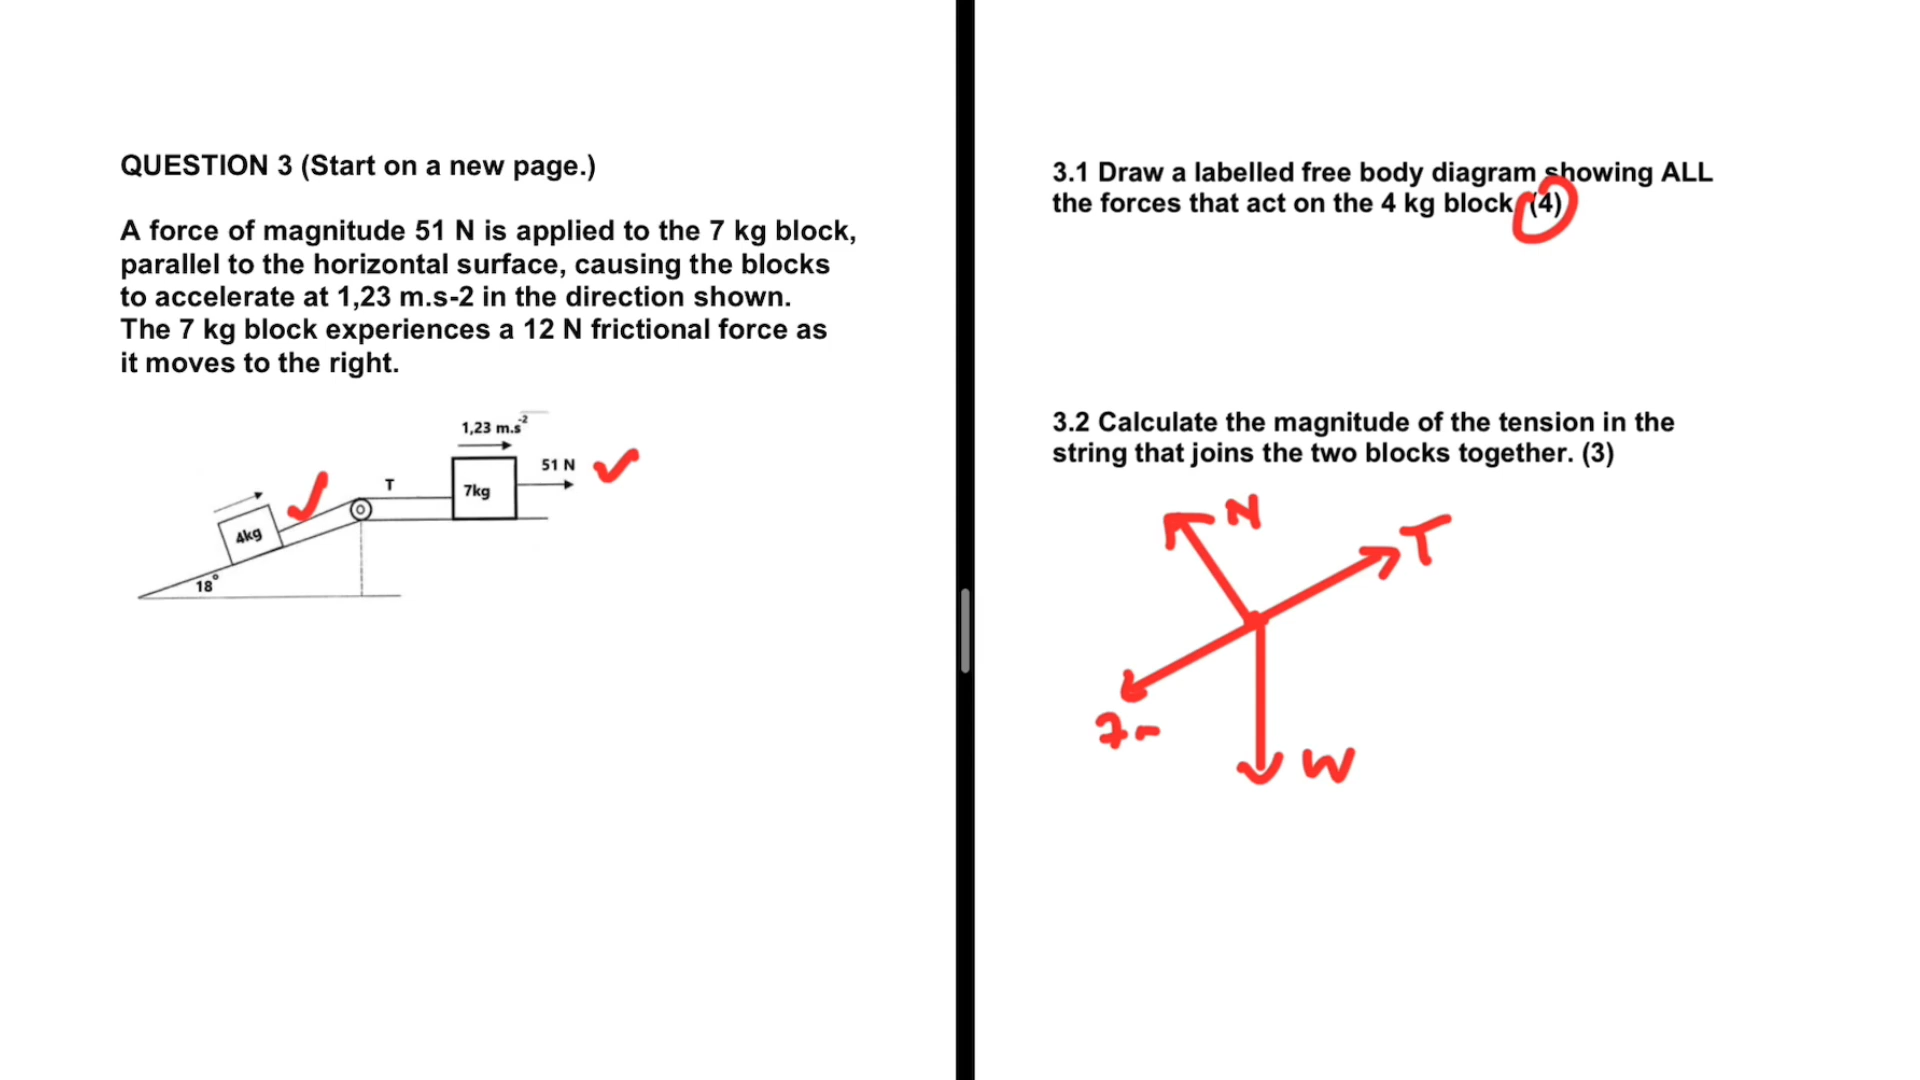 QUESTION 3 (Start on a new page.)
A force of magnitude 51 N is applied to the 7 kg block,
parallel to the horizontal surface, causing the blocks
to accelerate at 1,23 m.s-2 in the direction shown.
The 7 kg block experiences a 12 N frictional force as
it moves to the right.
1,23 m.s-2
51 N
T
7kg
4kg
18°
3.1 Draw a labelled free body diagram showing ALL
the forces that act on the 4 kg block (4)
3.2 Calculate the magnitude of the tension in the
string that joins the two blocks together. (3)
N
T
W